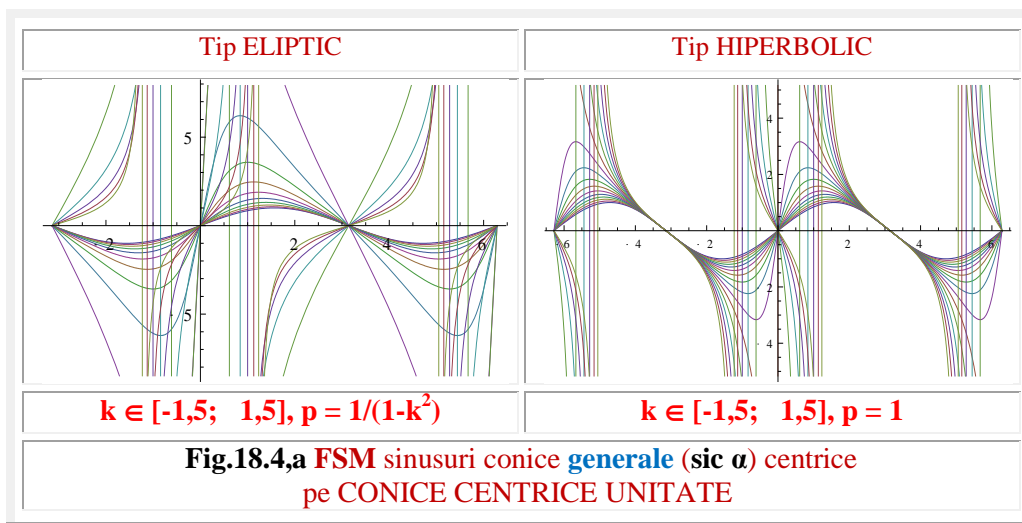 Tip ELIPTIC
Tip HIPERBOLIC
5
2
2
4
6
5
4
2
6
4
2
2
4
6
2
4
k ∈ [-1,5; 1,5], p = 1/(1-k²)
k ∈ [-1,5; 1,5], p = 1
Fig.18.4,a FSM sinusuri conice generale (sic α) centrice
pe CONICE CENTRICE UNITATE